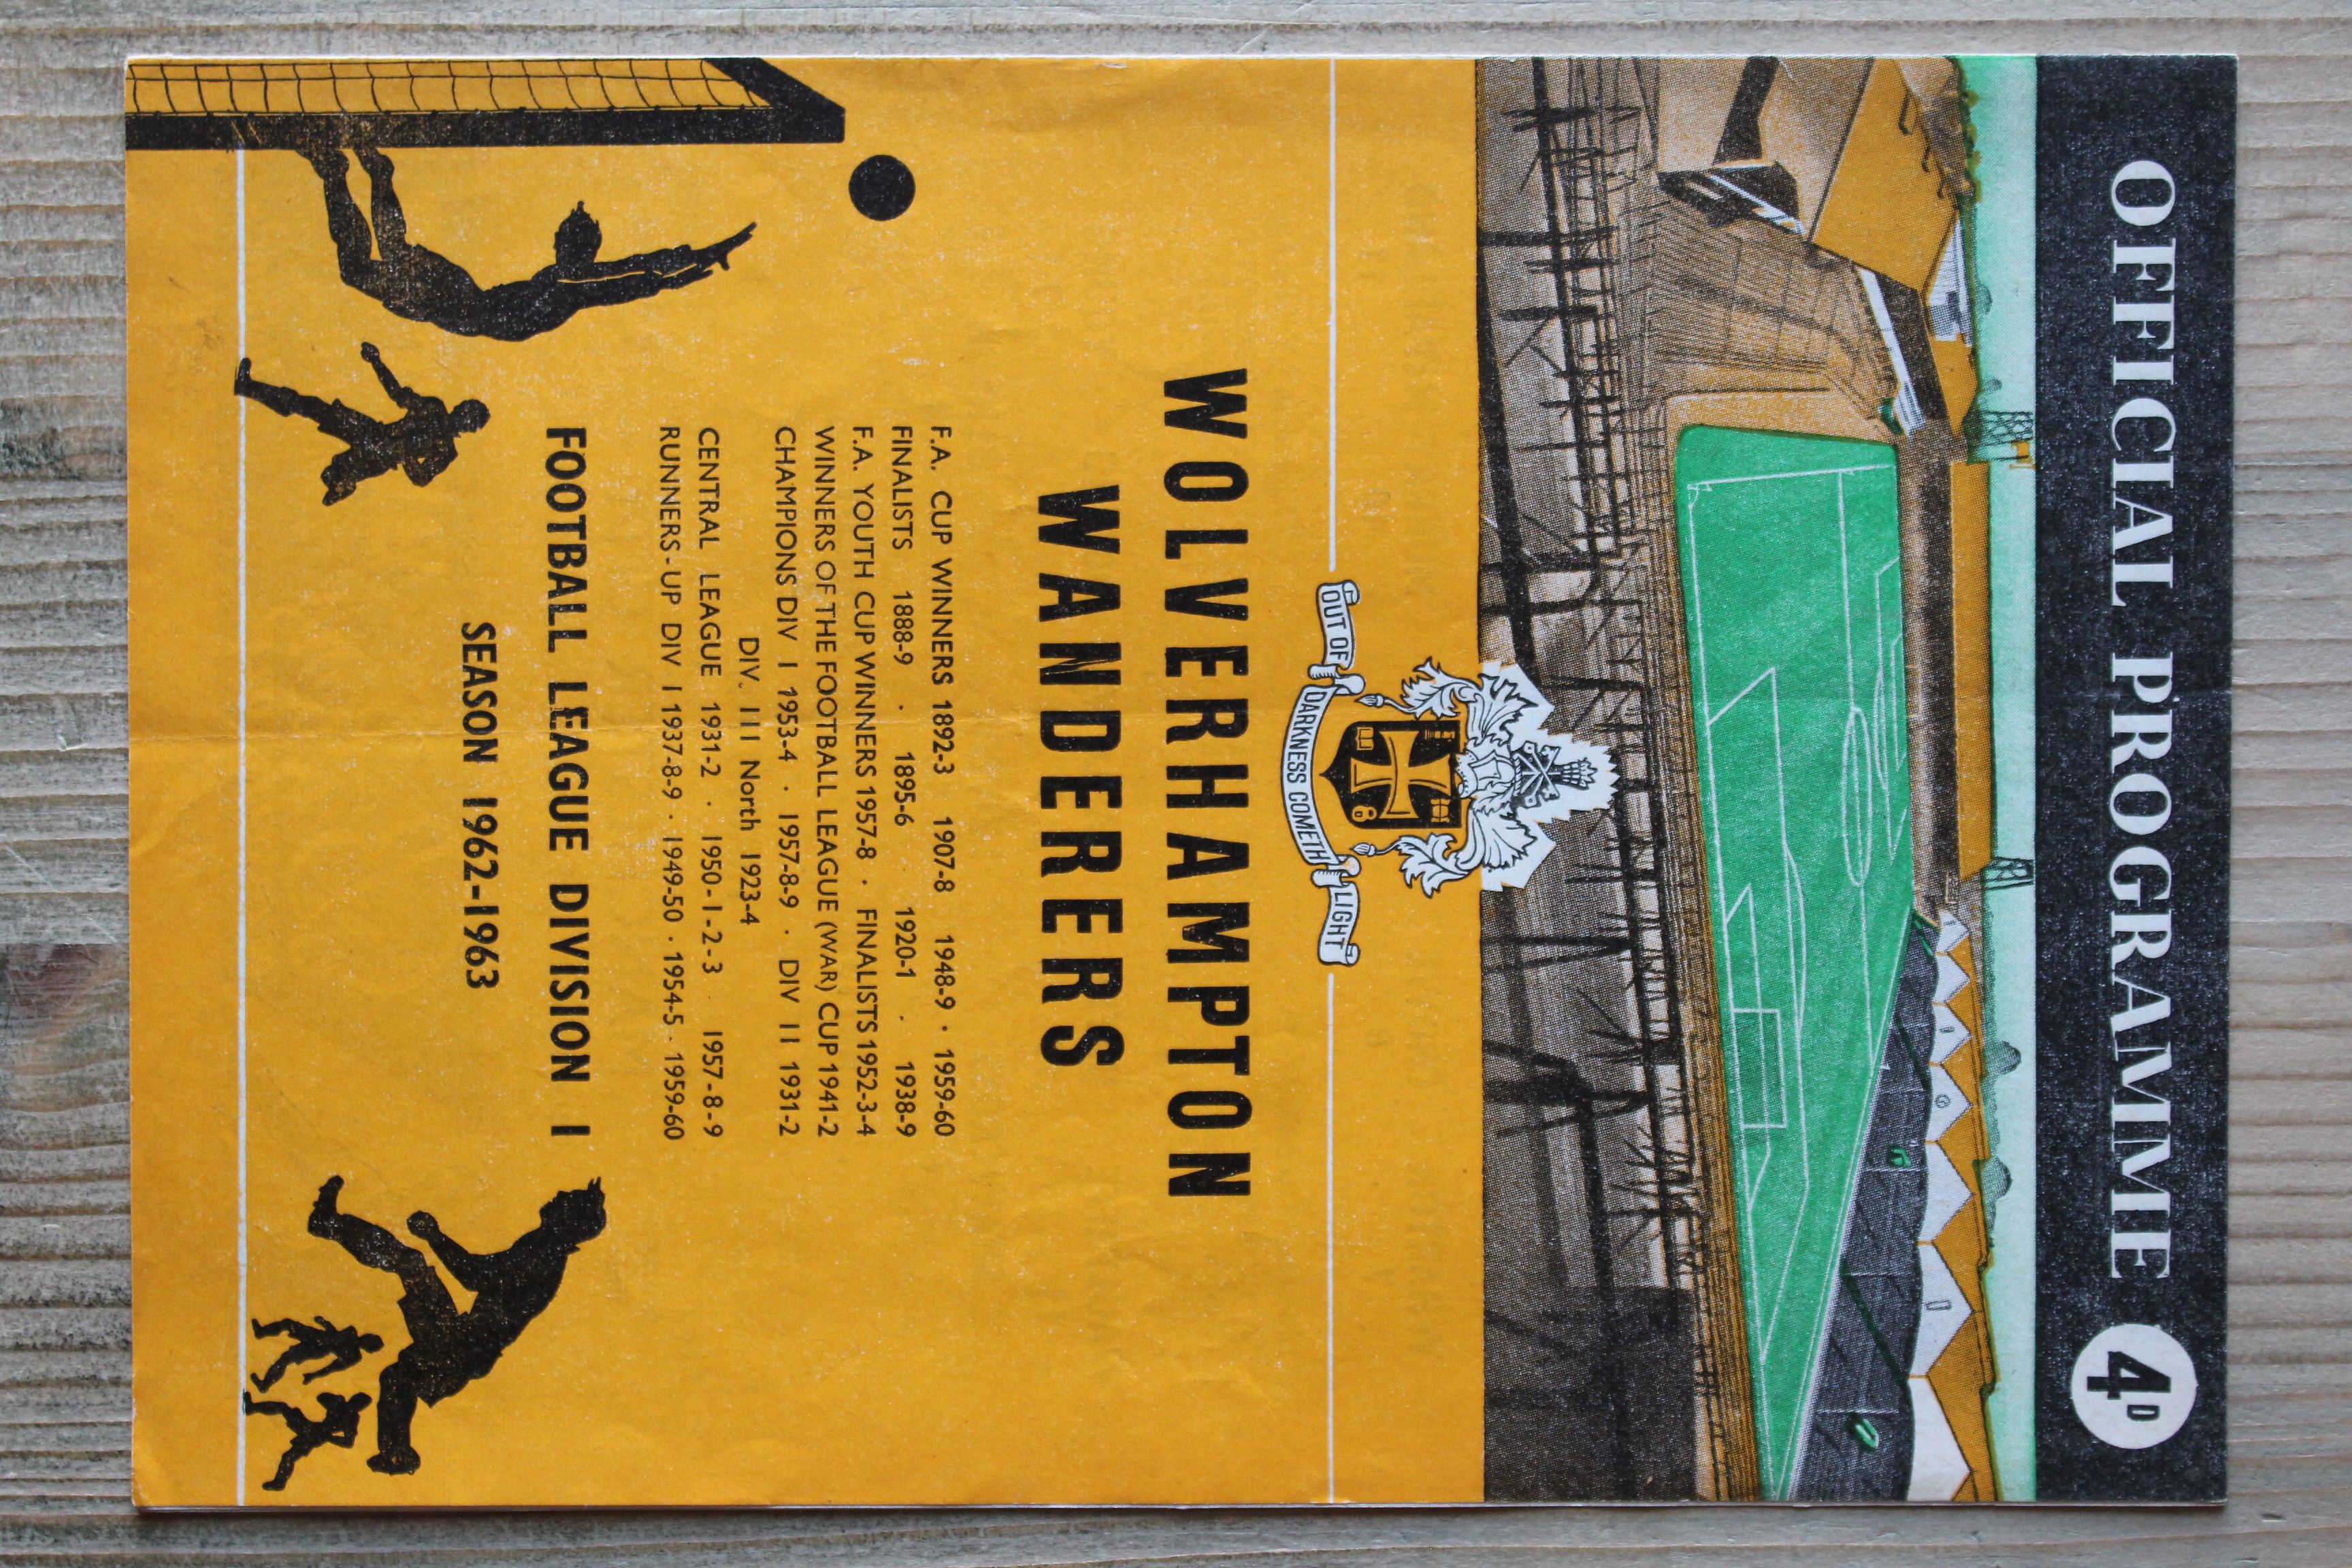 OFFICIAL PROGRAMME 4D
OUT OF DARKNESS COMETH LIGHT
WOLVERHAMPTON
WANDERERS
F.A. CUP WINNERS 1892-3 1907-8 1948-9 · 1959-60
FINALISTS 1888-9 · 1895-6 · 1920-1 · 1938-9
F.A. YOUTH CUP WINNERS 1957-8 · FINALISTS 1952-3-4
WINNERS OF THE FOOTBALL LEAGUE (WAR) CUP 1941-2
CHAMPIONS DIV I 1953-4 · 1957-8-9 · DIV II 1931-2
DIV. III North 1923-4
CENTRAL LEAGUE 1931-2 · 1950-1-2-3 · 1957-8-9
RUNNERS-UP DIV I 1937-8-9 · 1949-50 · 1954-5 · 1959-60
FOOTBALL LEAGUE DIVISION I
SEASON 1962-1963